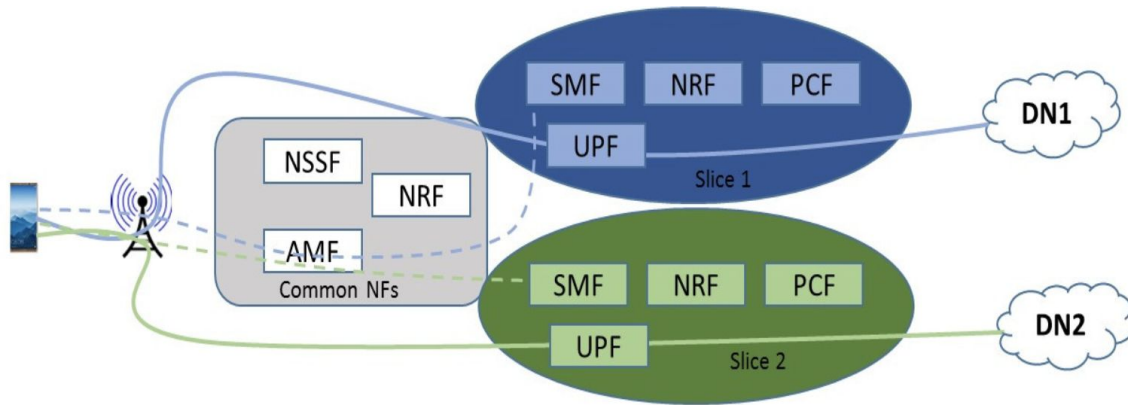 SMF
NRF
PCF
UPF
Slice 1
DN1
NSSF
NRF
AMF
Common NFs
SMF
NRF
PCF
UPF
Slice 2
DN2